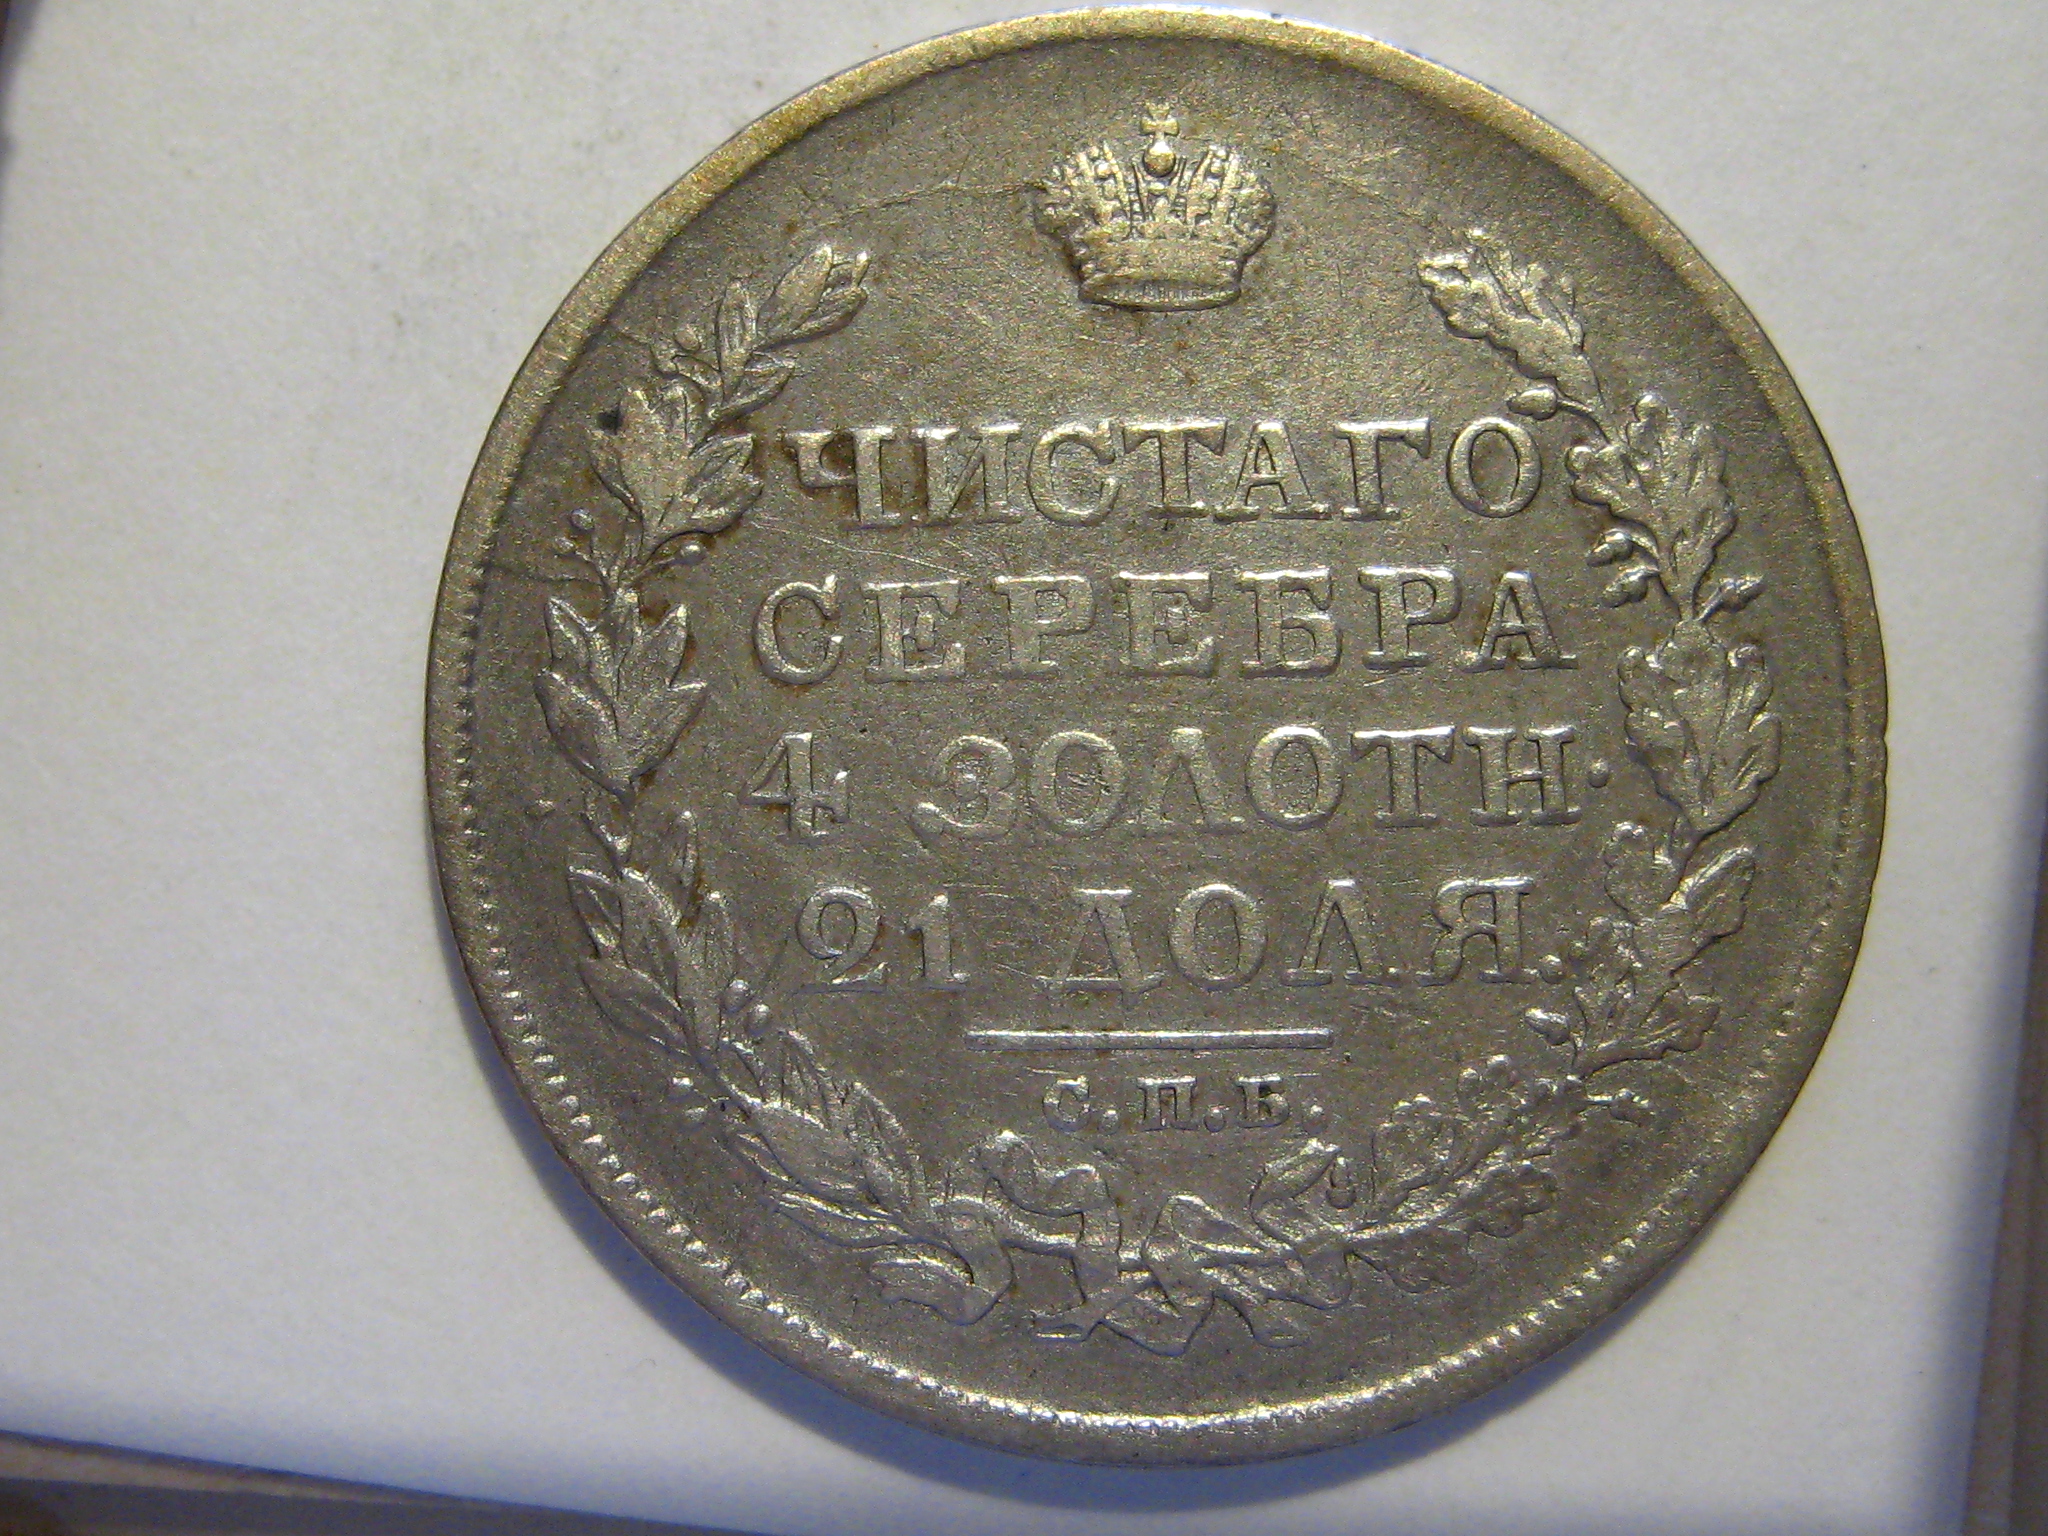 ЧИСТАГО
СЕРЕБРА
4 ЗОЛОТН.
21 ДОЛЯ.
С.П.Б.